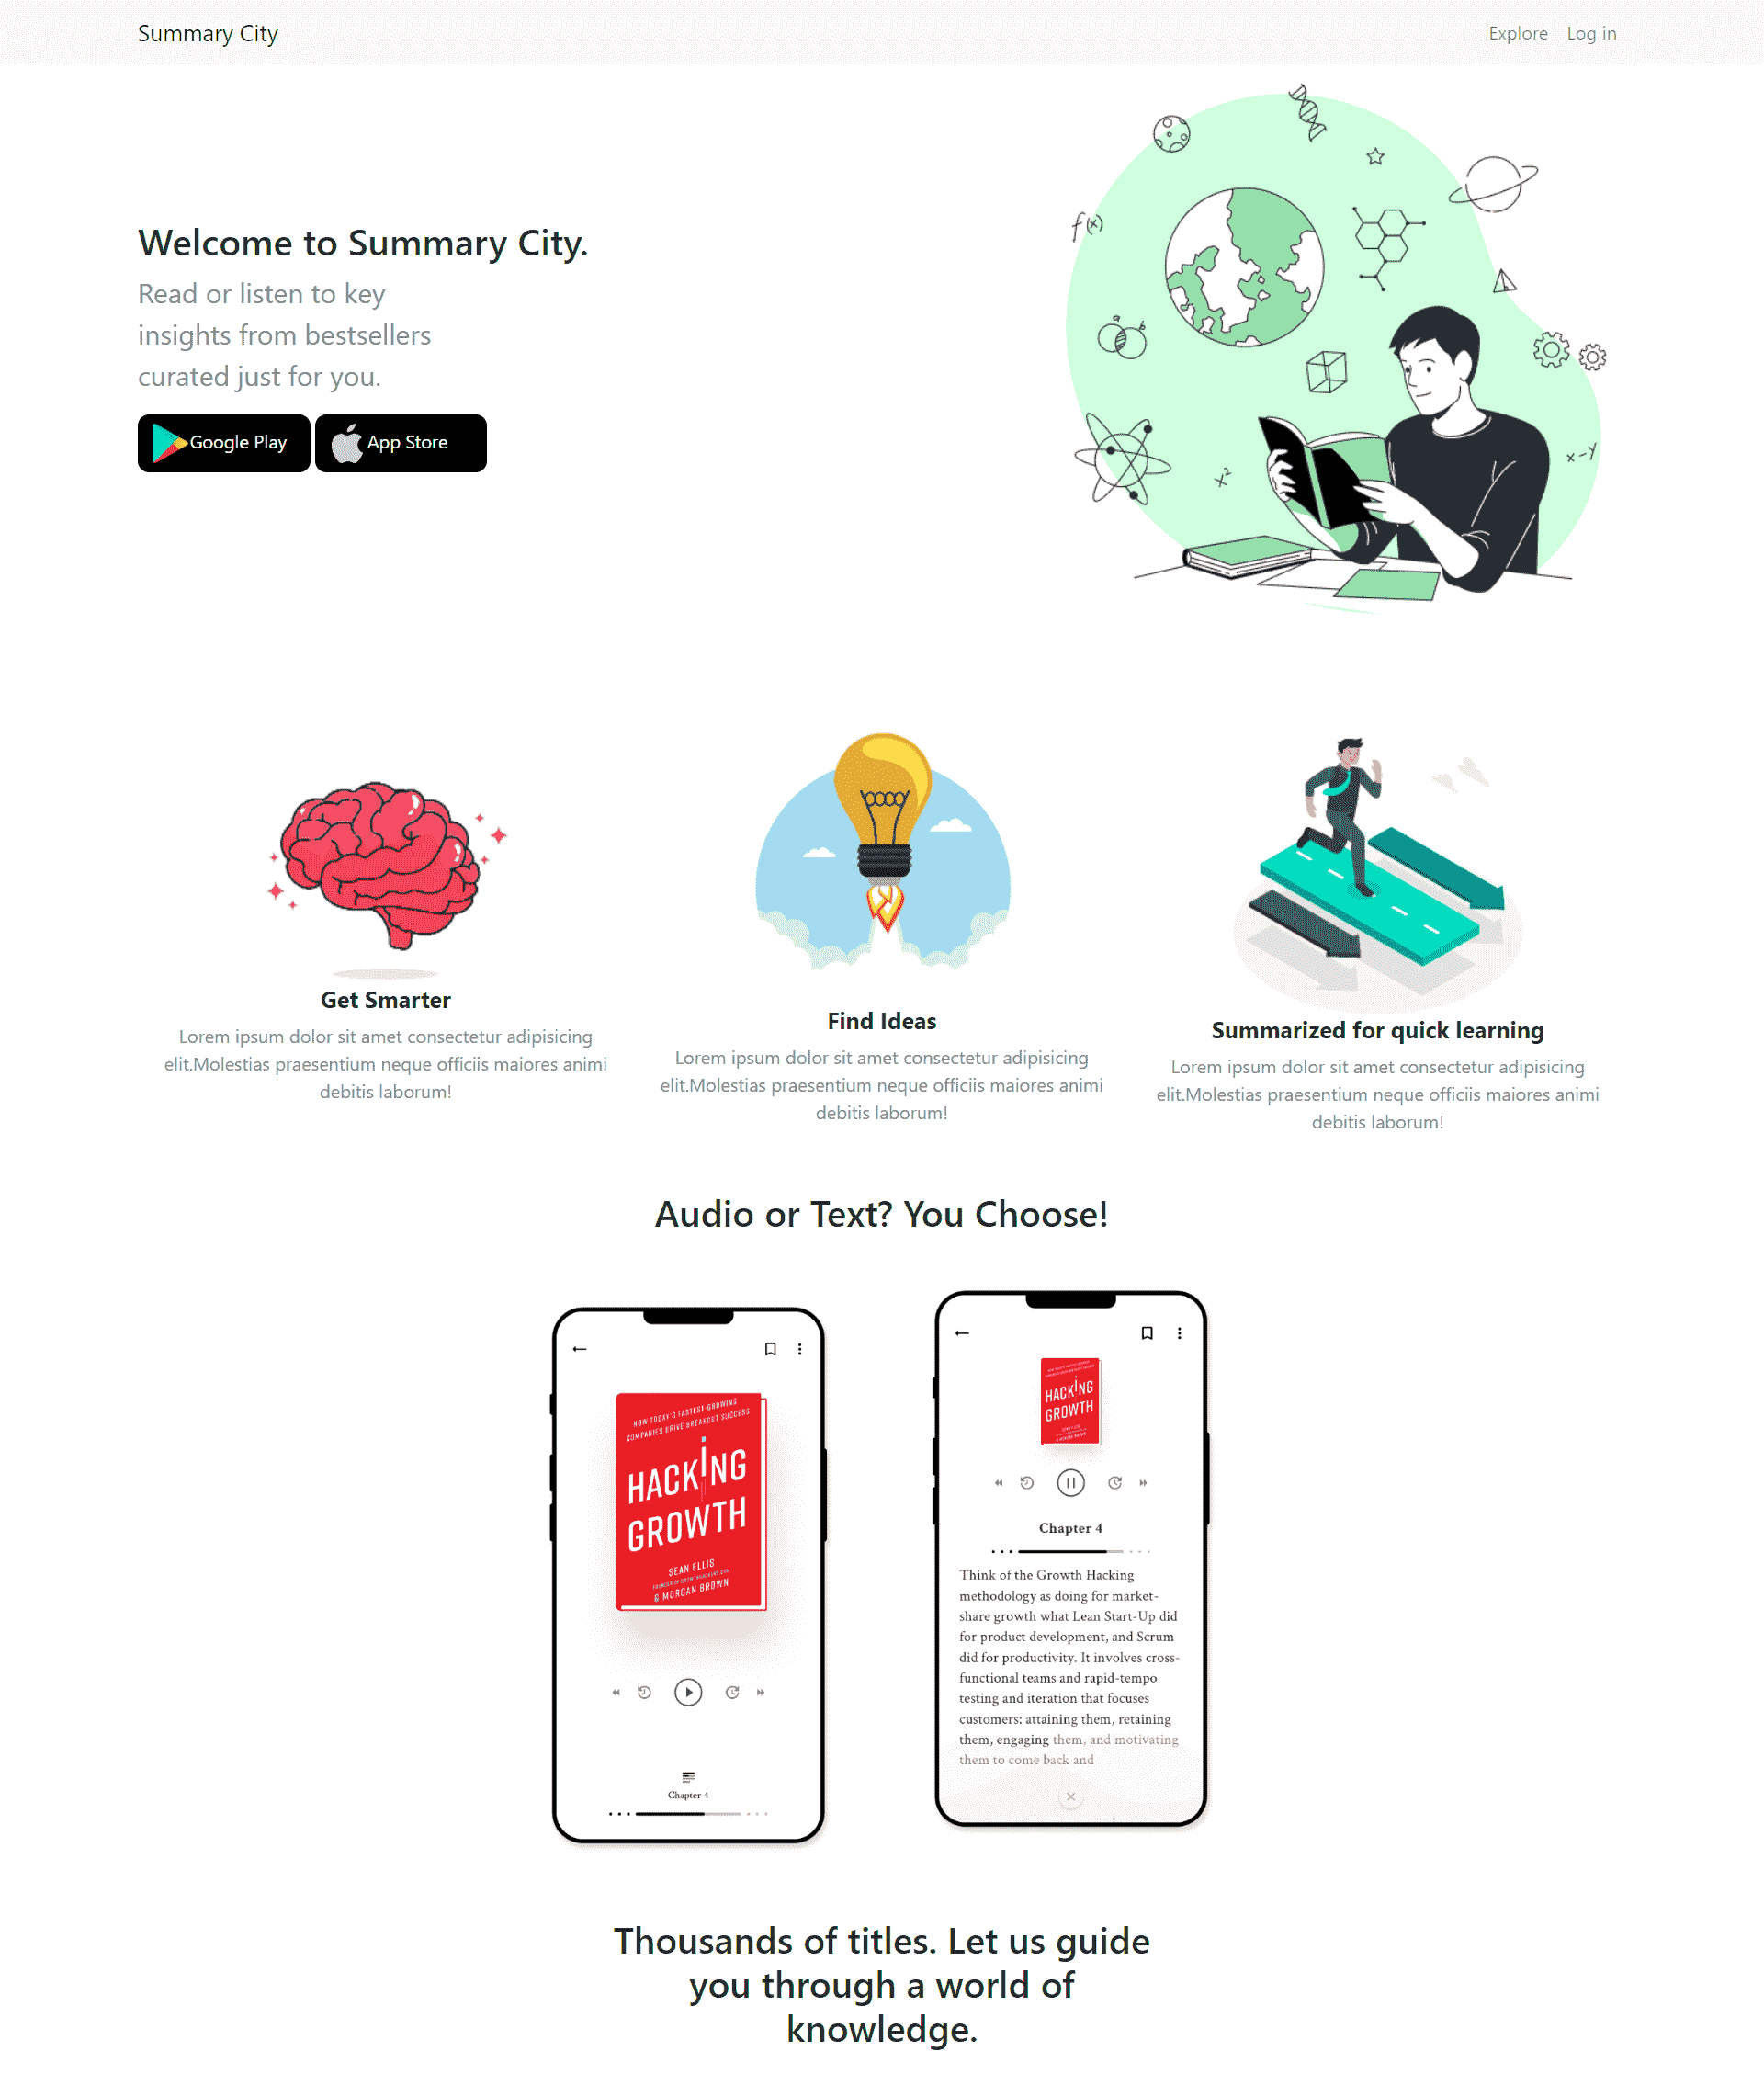 Summary City
Explore
Log in
f(x)
a
b
x²
x-y
Welcome to Summary City.
Read or listen to key
insights from bestsellers
curated just for you.
Google Play
App Store
Get Smarter
Lorem ipsum dolor sit amet consectetur adipisicing
elit.Molestias praesentium neque officiis maiores animi
debitis laborum!
Find Ideas
Lorem ipsum dolor sit amet consectetur adipisicing
elit.Molestias praesentium neque officiis maiores animi
debitis laborum!
Summarized for quick learning
Lorem ipsum dolor sit amet consectetur adipisicing
elit.Molestias praesentium neque officiis maiores animi
debitis laborum!
Audio or Text? You Choose!
HOW TODAY'S FASTEST-GROWING
COMPANIES DRIVE BREAKOUT SUCCESS
HACKING
GROWTH
SEAN ELLIS
& MORGAN BROWN
Chapter 4
HACKING
GROWTH
Chapter 4
Think of the Growth Hacking
methodology as doing for market-
share growth what Lean Start-Up did
for product development, and Scrum
did for productivity. It involves cross-
functional teams and rapid-tempo
testing and iteration that focuses
customers: attaining them, retaining
them, engaging them, and motivating
them to come back and
Thousands of titles. Let us guide
you through a world of
knowledge.